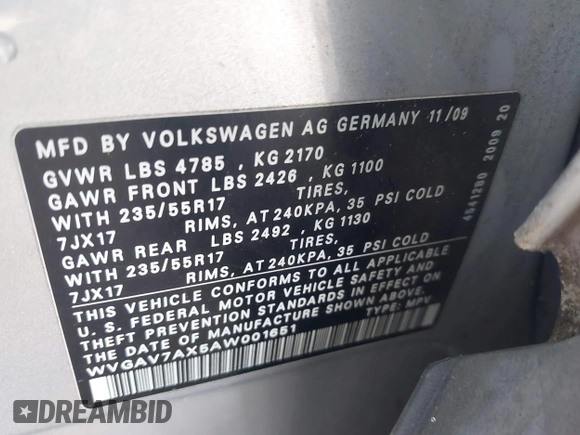 MFD BY VOLKSWAGEN AG GERMANY 11/09
GVWR LBS 4785 , KG 2170
GAWR FRONT LBS 2426 , KG 1100
WITH 235/55R17 TIRES,
7JX17 RIMS, AT 240KPA, 35 PSI COLD
GAWR REAR LBS 2492 , KG 1130
WITH 235/55R17 TIRES,
7JX17 RIMS, AT 240KPA, 35 PSI COLD
THIS VEHICLE CONFORMS TO ALL APPLICABLE
U. S. FEDERAL MOTOR VEHICLE SAFETY AND
THEFT PREVENTION STANDARDS IN EFFECT ON
THE DATE OF MANUFACTURE SHOWN ABOVE.
WVGAV7AX5AW001651 TYPE: MPV
4541280 2009 20
DREAMBID